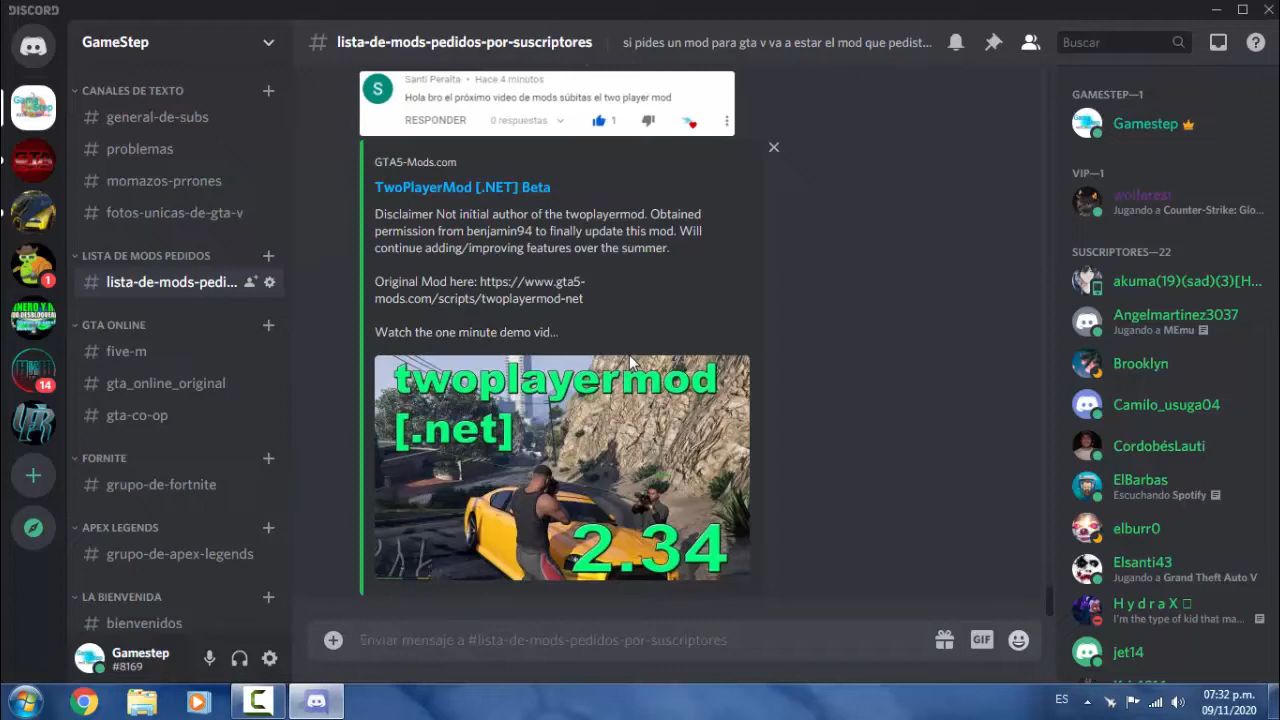 DISCORD
GameStep
lista-de-mods-pedidos-por-suscriptores
si pides un mod para gta v va a estar el mod que pedist...
Buscar
CANALES DE TEXTO
general-de-subs
problemas
momazos-prrones
fotos-unicas-de-gta-v
LISTA DE MODS PEDIDOS
lista-de-mods-pedi...
GTA ONLINE
five-m
gta_online_original
gta-co-op
FORNITE
grupo-de-fortnite
APEX LEGENDS
grupo-de-apex-legends
LA BIENVENIDA
bienvenidos
Gamestep
#8169
1
14
S
Santi Peralta • Hace 4 minutos
Hola bro el próximo video de mods súbitas el two player mod
RESPONDER 0 respuestas 1
GTA5-Mods.com
TwoPlayerMod [.NET] Beta
Disclaimer Not initial author of the twoplayermod. Obtained
permission from benjamin94 to finally update this mod. Will
continue adding/improving features over the summer.
Original Mod here: https://www.gta5-
mods.com/scripts/twoplayermod-net
Watch the one minute demo vid...
twoplayermod
[.net]
2.34
Enviar mensaje a #lista-de-mods-pedidos-por-suscriptores
GIF
GAMESTEP—1
Gamestep
VIP—1
Jugando a Counter-Strike: Glo...
SUSCRIPTORES—22
akuma(19)(sad)(3)[H...
Angelmartinez3037
Jugando a MEmu
Brooklyn
Camilo_usuga04
CordobésLauti
ElBarbas
Escuchando Spotify
elburr0
Elsanti43
Jugando a Grand Theft Auto V
H y d r a X
I'm the type of kid that ma...
jet14
ES
07:32 p.m.
09/11/2020